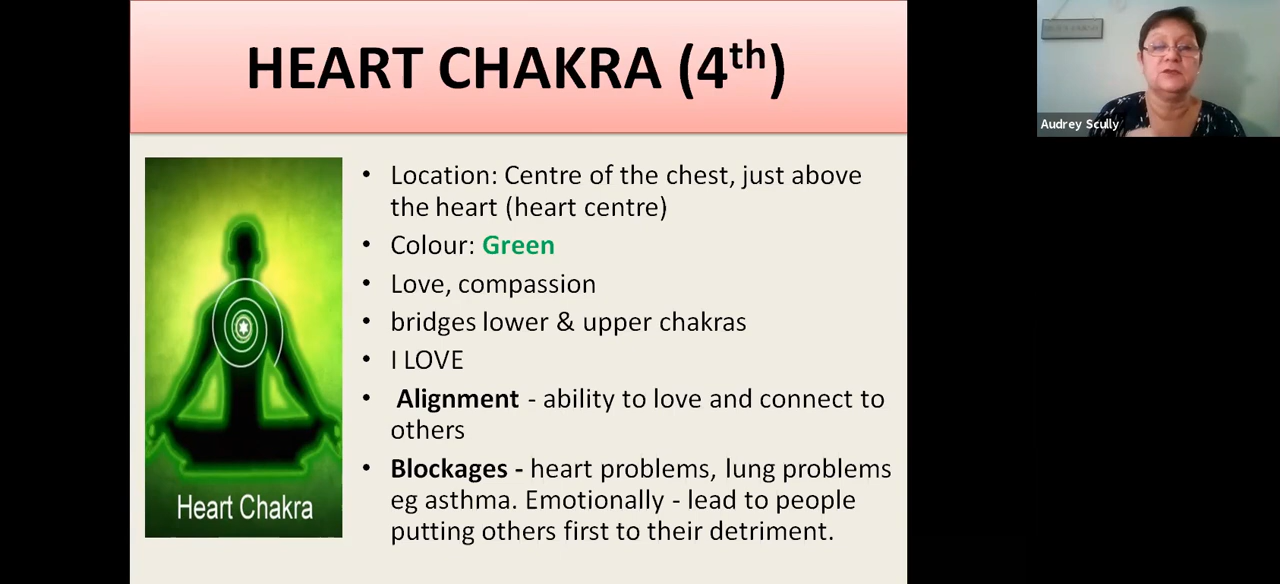 HEART CHAKRA (4th)
Audrey Scully
• Location: Centre of the chest, just above
the heart (heart centre)
• Colour: Green
• Love, compassion
• bridges lower & upper chakras
• I LOVE
• Alignment - ability to love and connect to
others
• Blockages - heart problems, lung problems
eg asthma. Emotionally - lead to people
putting others first to their detriment.
Heart Chakra